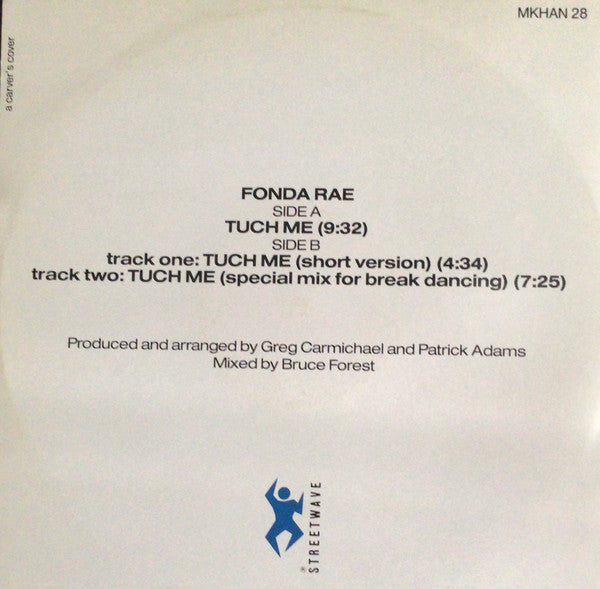 MKHAN 28
a carver's cover
FONDA RAE
SIDE A
TUCH ME (9:32)
SIDE B
track one: TUCH ME (short version) (4:34)
track two: TUCH ME (special mix for break dancing) (7:25)
Produced and arranged by Greg Carmichael and Patrick Adams
Mixed by Bruce Forest
® STREETWAVE